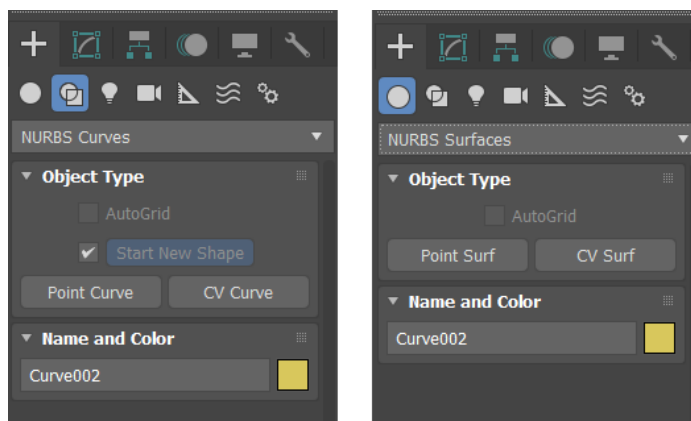 NURBS Curves
Object Type
AutoGrid
Start New Shape
Point Curve CV Curve
Name and Color
Curve002
NURBS Surfaces
Object Type
AutoGrid
Point Surf CV Surf
Name and Color
Curve002